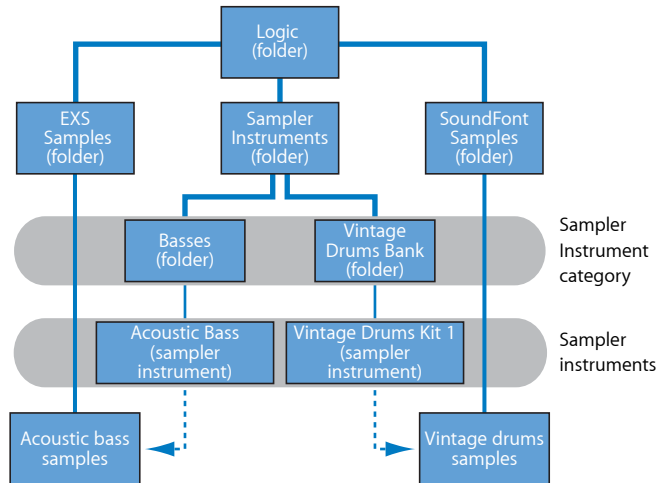 Logic
(folder)
EXS
Samples
(folder)
Sampler
Instruments
(folder)
SoundFont
Samples
(folder)
Basses
(folder)
Vintage
Drums Bank
(folder)
Sampler
Instrument
category
Acoustic Bass
(sampler
instrument)
Vintage Drums Kit 1
(sampler
instrument)
Sampler
instruments
Acoustic bass
samples
Vintage drums
samples